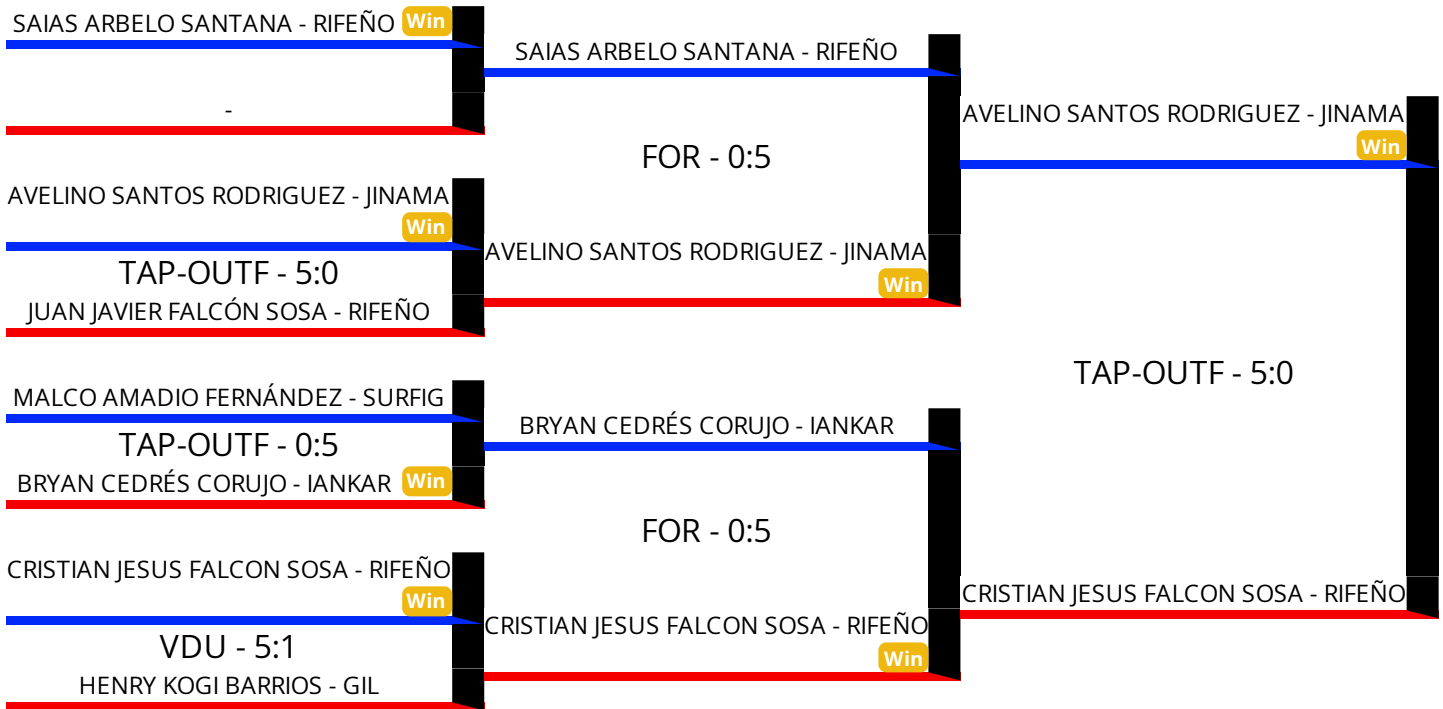 SAIAS ARBELO SANTANA - RIFEÑO Win
-
AVELINO SANTOS RODRIGUEZ - JINAMA
Win
TAP-OUTF - 5:0
JUAN JAVIER FALCÓN SOSA - RIFEÑO
MALCO AMADIO FERNÁNDEZ - SURFIG
TAP-OUTF - 0:5
BRYAN CEDRÉS CORUJO - IANKAR Win
CRISTIAN JESUS FALCON SOSA - RIFEÑO
Win
VDU - 5:1
HENRY KOGI BARRIOS - GIL
SAIAS ARBELO SANTANA - RIFEÑO
FOR - 0:5
AVELINO SANTOS RODRIGUEZ - JINAMA
Win
BRYAN CEDRÉS CORUJO - IANKAR
FOR - 0:5
CRISTIAN JESUS FALCON SOSA - RIFEÑO
Win
AVELINO SANTOS RODRIGUEZ - JINAMA
Win
TAP-OUTF - 5:0
CRISTIAN JESUS FALCON SOSA - RIFEÑO